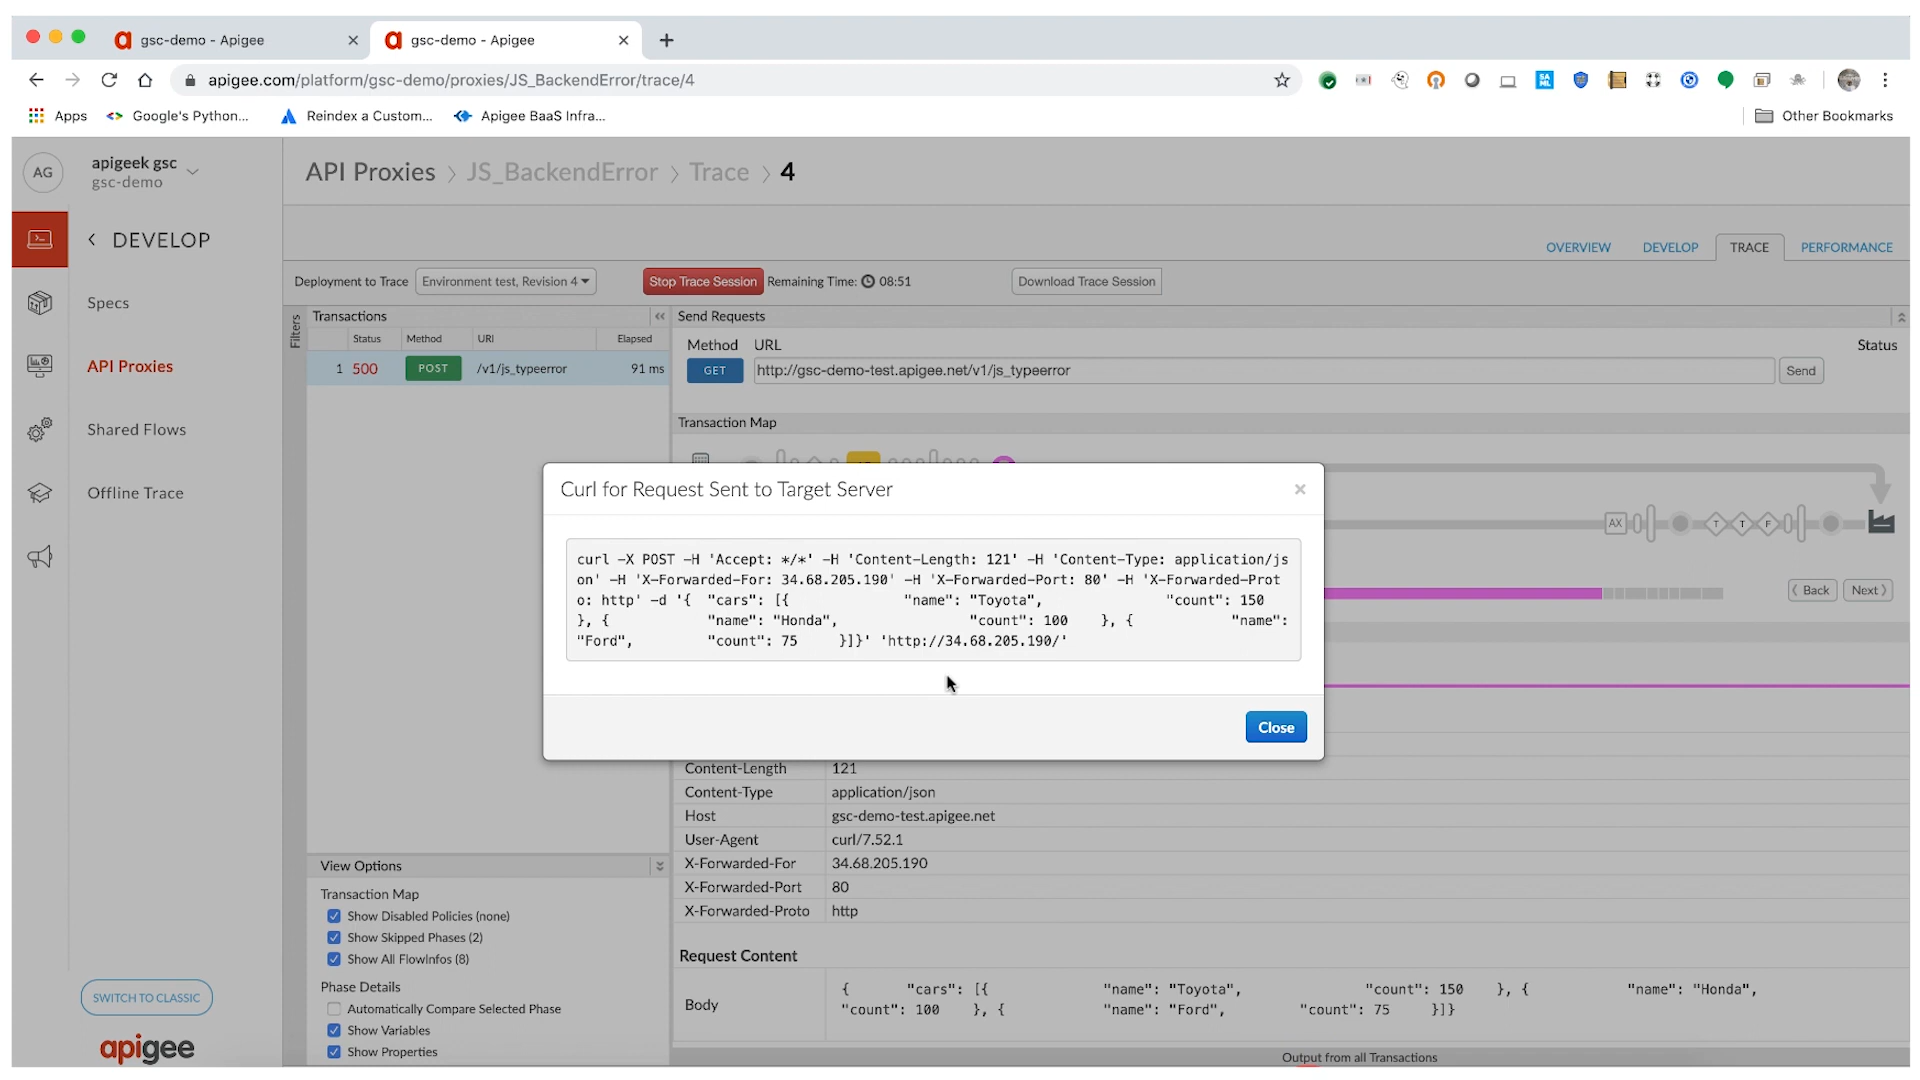 gsc-demo - Apigee
gsc-demo - Apigee
apigee.com/platform/gsc-demo/proxies/JS_BackendError/trace/4
Apps
Google's Python...
Reindex a Custom...
Apigee BaaS Infra...
Other Bookmarks
AG
apigeek gsc
gsc-demo
API Proxies > JS_BackendError > Trace > 4
DEVELOP
OVERVIEW
DEVELOP
TRACE
PERFORMANCE
Deployment to Trace
Environment test, Revision 4
Stop Trace Session
Remaining Time: 08:51
Download Trace Session
Specs
API Proxies
Shared Flows
Offline Trace
SWITCH TO CLASSIC
apigee
Filters
Transactions
Status Method URI Elapsed
1 500 POST /v1/js_typeerror 91 ms
Send Requests
Method URL Status
GET http://gsc-demo-test.apigee.net/v1/js_typeerror Send
Transaction Map
AX T T F
Back Next
Curl for Request Sent to Target Server
curl -X POST -H 'Accept: */*' -H 'Content-Length: 121' -H 'Content-Type: application/js
on' -H 'X-Forwarded-For: 34.68.205.190' -H 'X-Forwarded-Port: 80' -H 'X-Forwarded-Prot
o: http' -d '{ "cars": [{ "name": "Toyota", "count": 150
}, { "name": "Honda", "count": 100 }, { "name":
"Ford", "count": 75 }]}' 'http://34.68.205.190/'
Close
Content-Length 121
Content-Type application/json
Host gsc-demo-test.apigee.net
User-Agent curl/7.52.1
X-Forwarded-For 34.68.205.190
X-Forwarded-Port 80
X-Forwarded-Proto http
Request Content
Body
{ "cars": [{ "name": "Toyota", "count": 150 }, { "name": "Honda",
"count": 100 }, { "name": "Ford", "count": 75 }]}
Output from all Transactions
View Options
Transaction Map
Show Disabled Policies (none)
Show Skipped Phases (2)
Show All FlowInfos (8)
Phase Details
Automatically Compare Selected Phase
Show Variables
Show Properties